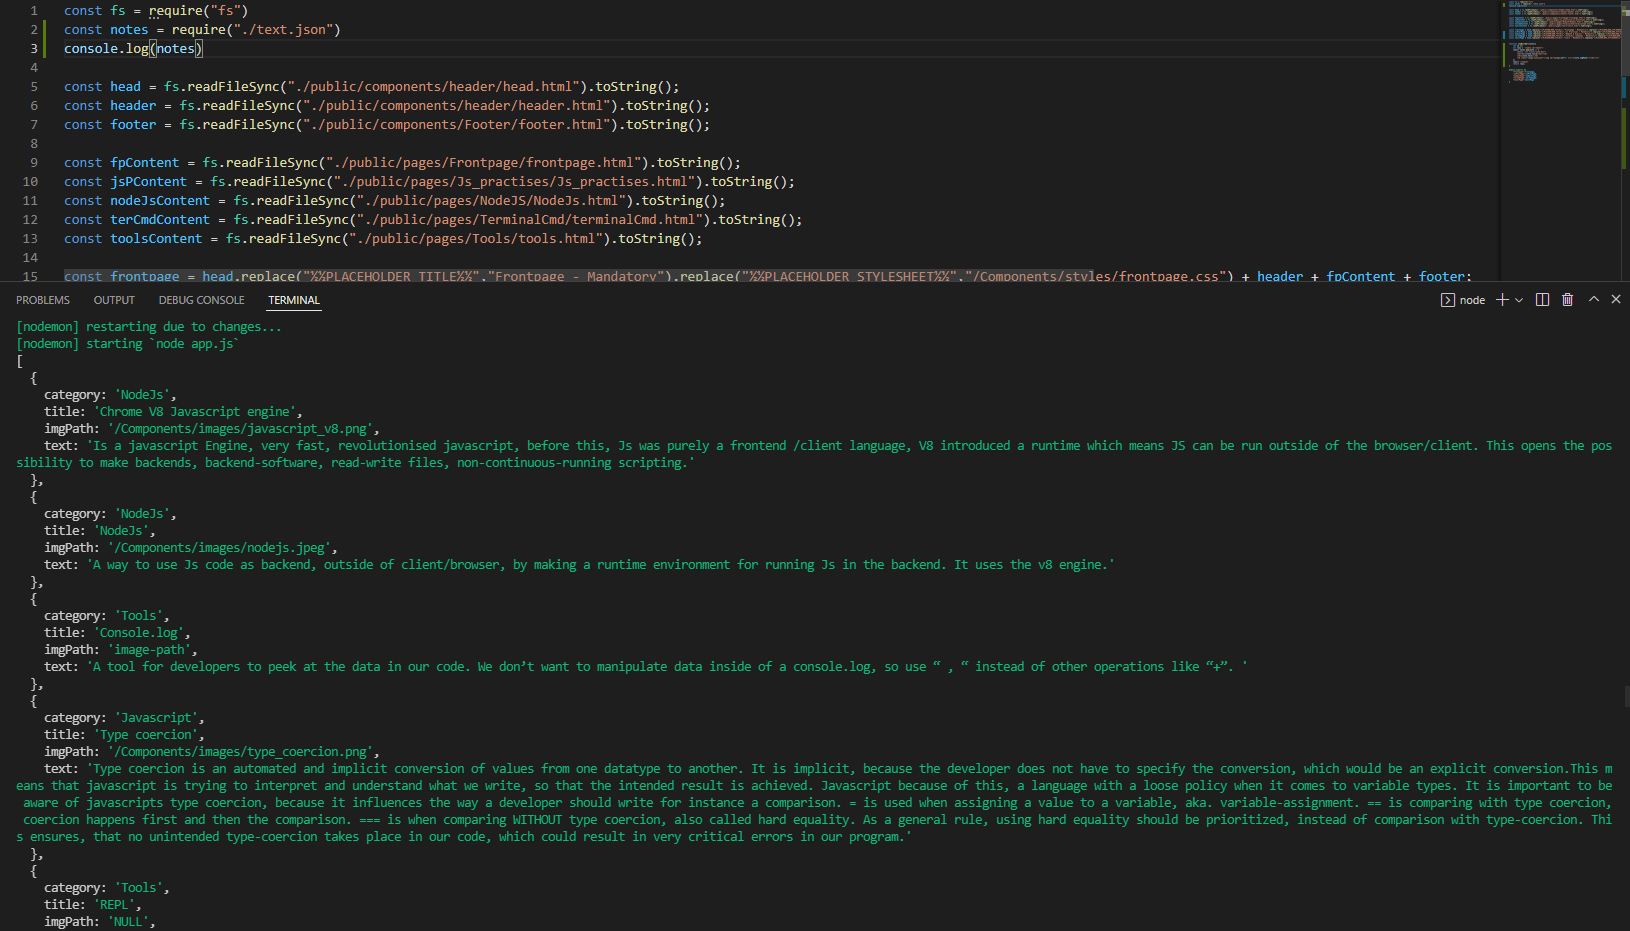 1 const fs = require("fs")
2 const notes = require("./text.json")
3 console.log(notes)
4
5 const head = fs.readFileSync("./public/components/header/head.html").toString();
6 const header = fs.readFileSync("./public/components/header/header.html").toString();
7 const footer = fs.readFileSync("./public/components/Footer/footer.html").toString();
8
9 const fpContent = fs.readFileSync("./public/pages/Frontpage/frontpage.html").toString();
10 const jsPContent = fs.readFileSync("./public/pages/Js_practises/Js_practises.html").toString();
11 const nodeJsContent = fs.readFileSync("./public/pages/NodeJS/NodeJs.html").toString();
12 const terCmdContent = fs.readFileSync("./public/pages/TerminalCmd/terminalCmd.html").toString();
13 const toolsContent = fs.readFileSync("./public/pages/Tools/tools.html").toString();
14
15 const frontpage = head.replace("%%PLACEHOLDER_TITLE%%","Frontpage - Mandatory").replace("%%PLACEHOLDER_STYLESHEET%%","/Components/styles/frontpage.css") + header + fpContent + footer;
PROBLEMS OUTPUT DEBUG CONSOLE TERMINAL node
[nodemon] restarting due to changes...
[nodemon] starting `node app.js`
[
{
category: 'NodeJs',
title: 'Chrome V8 Javascript engine',
imgPath: '/Components/images/javascript_v8.png',
text: 'Is a javascript Engine, very fast, revolutionised javascript, before this, Js was purely a frontend /client language, V8 introduced a runtime which means JS can be run outside of the browser/client. This opens the pos
sibility to make backends, backend-software, read-write files, non-continuous-running scripting.'
},
{
category: 'NodeJs',
title: 'NodeJs',
imgPath: '/Components/images/nodejs.jpeg',
text: 'A way to use Js code as backend, outside of client/browser, by making a runtime environment for running Js in the backend. It uses the v8 engine.'
},
{
category: 'Tools',
title: 'Console.log',
imgPath: 'image-path',
text: 'A tool for developers to peek at the data in our code. We don’t want to manipulate data inside of a console.log, so use “ , “ instead of other operations like “+”. '
},
{
category: 'Javascript',
title: 'Type coercion',
imgPath: '/Components/images/type_coercion.png',
text: 'Type coercion is an automated and implicit conversion of values from one datatype to another. It is implicit, because the developer does not have to specify the conversion, which would be an explicit conversion.This m
eans that javascript is trying to interpret and understand what we write, so that the intended result is achieved. Javascript because of this, a language with a loose policy when it comes to variable types. It is important to be
aware of javascripts type coercion, because it influences the way a developer should write for instance a comparison. = is used when assigning a value to a variable, aka. variable-assignment. == is comparing with type coercion,
coercion happens first and then the comparison. === is when comparing WITHOUT type coercion, also called hard equality. As a general rule, using hard equality should be prioritized, instead of comparison with type-coercion. Thi
s ensures, that no unintended type-coercion takes place in our code, which could result in very critical errors in our program.'
},
{
category: 'Tools',
title: 'REPL',
imgPath: 'NULL',